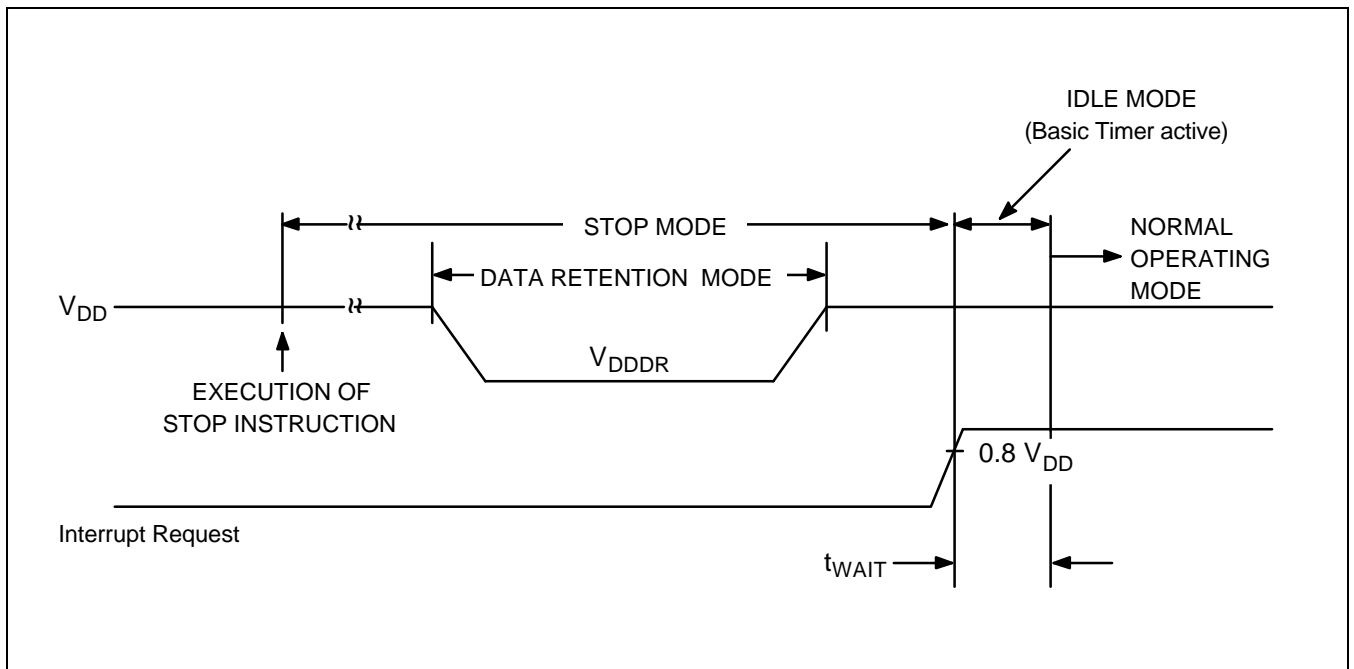 IDLE MODE
(Basic Timer active)
STOP MODE
NORMAL
OPERATING
MODE
DATA RETENTION MODE
VDD
VDDDR
EXECUTION OF
STOP INSTRUCTION
0.8 VDD
Interrupt Request
tWAIT